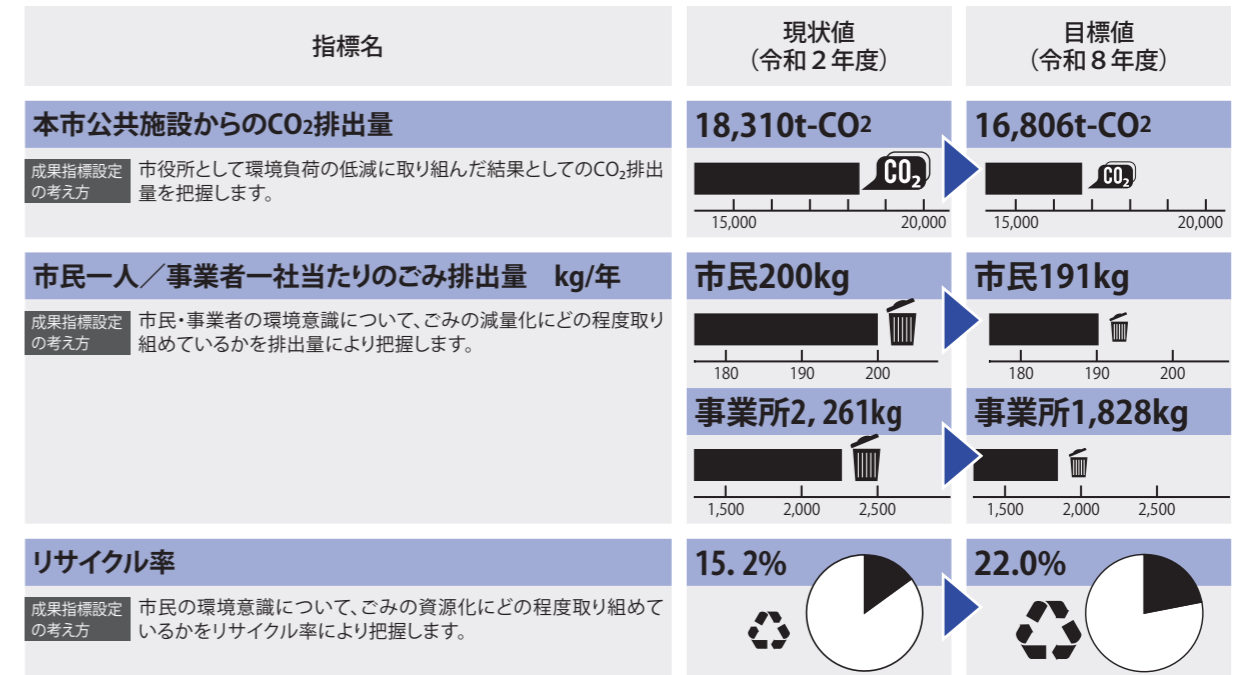 指標名
現状値
（令和２年度）
目標値
（令和８年度）
本市公共施設からのCO2排出量
18,310t-CO2
16,806t-CO2
成果指標設定
の考え方
市役所として環境負荷の低減に取り組んだ結果としてのCO₂排出
量を把握します。
CO₂
15,000 20,000
CO₂
15,000 20,000
市民一人／事業者一社当たりのごみ排出量　kg/年
市民200kg
市民191kg
成果指標設定
の考え方
市民・事業者の環境意識について、ごみの減量化にどの程度取り
組めているかを排出量により把握します。
180 190 200
180 190 200
事業所2, 261kg
事業所1,828kg
1,500 2,000 2,500
1,500 2,000 2,500
リサイクル率
15. 2%
22.0%
成果指標設定
の考え方
市民の環境意識について、ごみの資源化にどの程度取り組めて
いるかをリサイクル率により把握します。